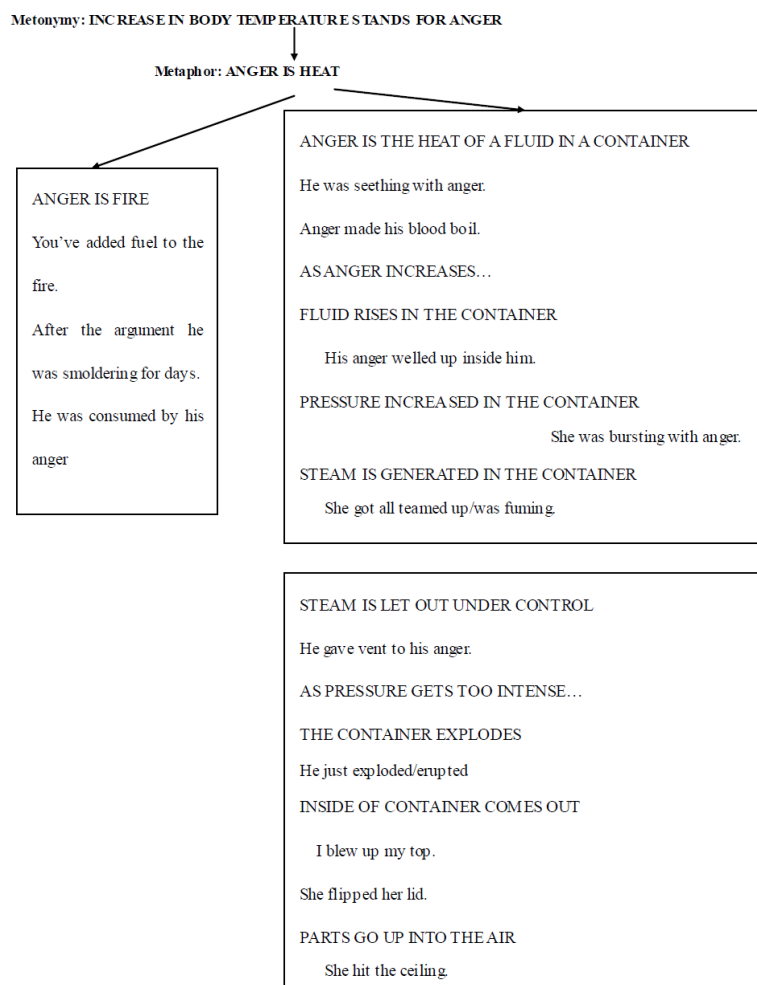 Metonymy: INCREASE IN BODY TEMPERATURE STANDS FOR ANGER
Metaphor: ANGER IS HEAT
ANGER IS FIRE
You've added fuel to the
fire.
After the argument he
was smoldering for days.
He was consumed by his
anger
ANGER IS THE HEAT OF A FLUID IN A CONTAINER
He was seething with anger.
Anger made his blood boil.
AS ANGER INCREASES…
FLUID RISES IN THE CONTAINER
His anger welled up inside him.
PRESSURE INCREASED IN THE CONTAINER
She was bursting with anger.
STEAM IS GENERATED IN THE CONTAINER
She got all teamed up/was fuming.
STEAM IS LET OUT UNDER CONTROL
He gave vent to his anger.
AS PRESSURE GETS TOO INTENSE…
THE CONTAINER EXPLODES
He just exploded/erupted
INSIDE OF CONTAINER COMES OUT
I blew up my top.
She flipped her lid.
PARTS GO UP INTO THE AIR
She hit the ceiling.